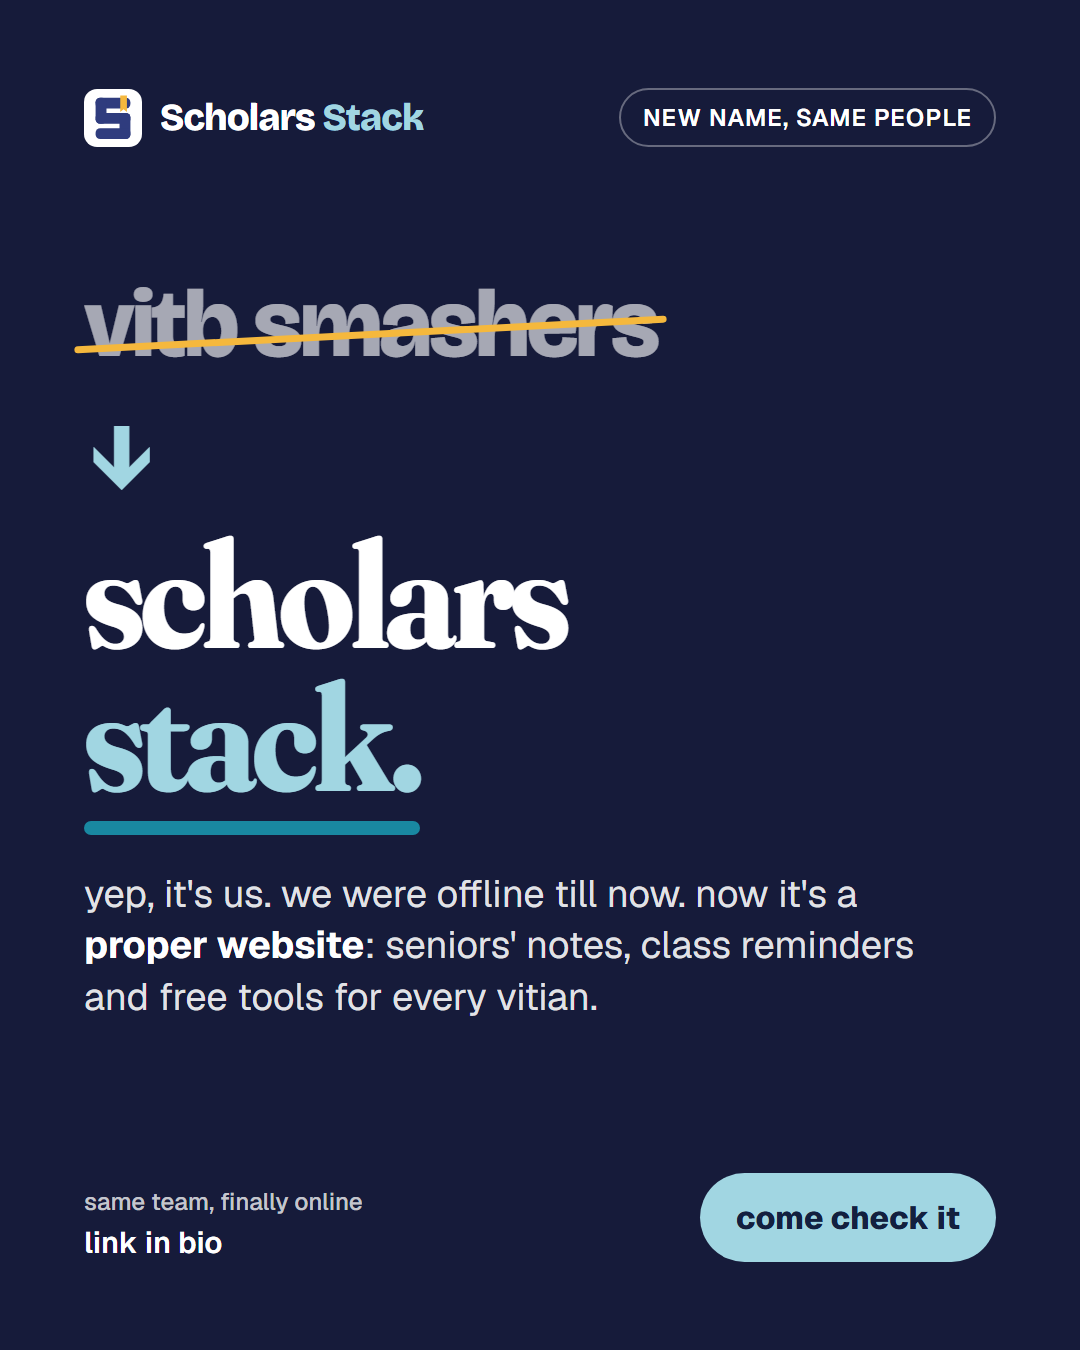 Scholars Stack
NEW NAME, SAME PEOPLE
vitb smashers
↓
scholars
stack.
yep, it's us. we were offline till now. now it's a
proper website: seniors' notes, class reminders
and free tools for every vitian.
same team, finally online
link in bio
come check it